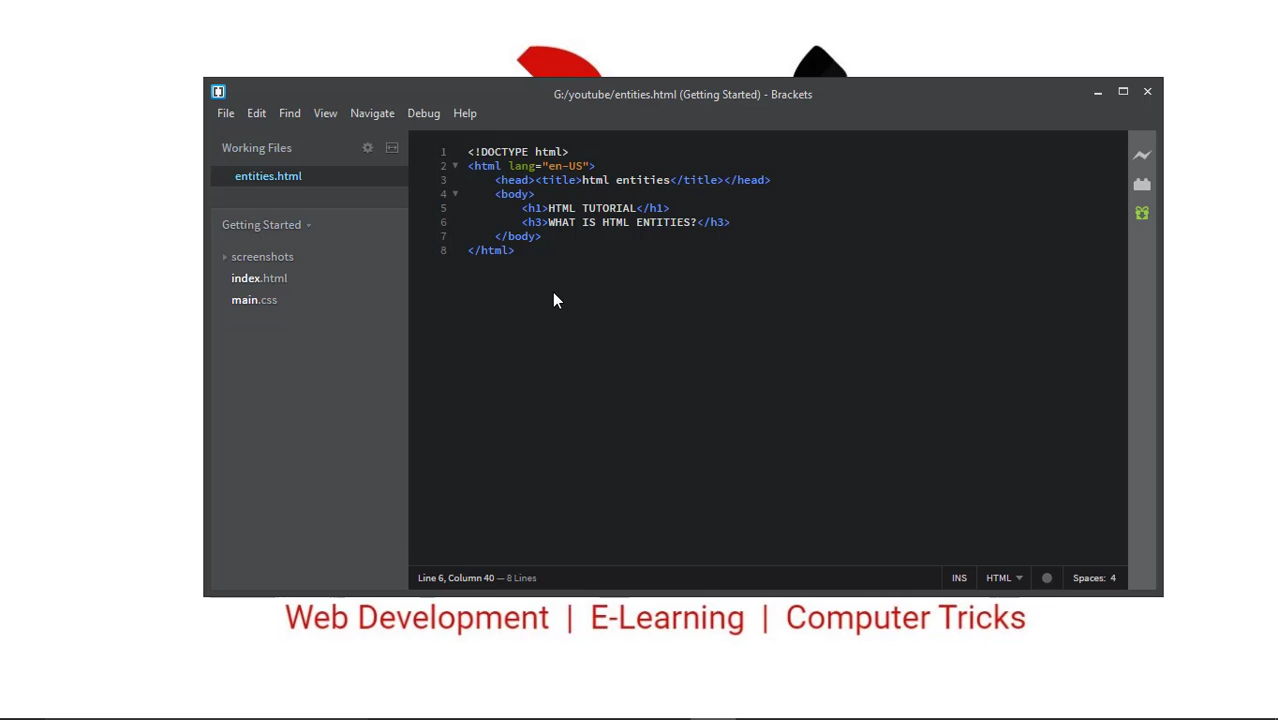 G:/youtube/entities.html (Getting Started) - Brackets
File Edit Find View Navigate Debug Help
Working Files
entities.html
Getting Started
screenshots
index.html
main.css
1 <!DOCTYPE html>
2 <html lang="en-US">
3 <head><title>html entities</title></head>
4 <body>
5 <h1>HTML TUTORIAL</h1>
6 <h3>WHAT IS HTML ENTITIES?</h3>
7 </body>
8 </html>
Line 6, Column 40 — 8 Lines
INS HTML Spaces: 4
Web Development | E-Learning | Computer Tricks